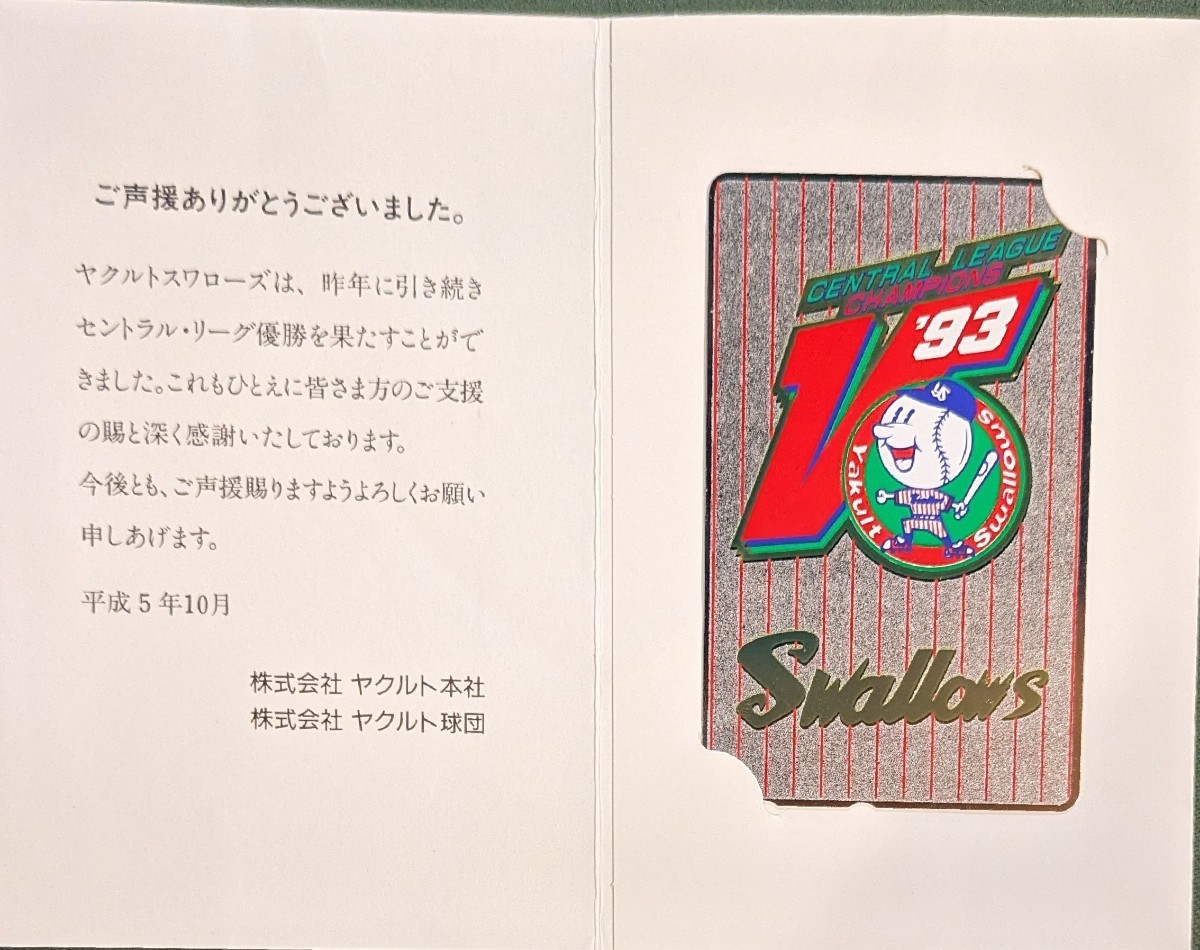 ご声援ありがとうございました。
ヤクルトスワローズは、昨年に引き続き
セントラル・リーグ優勝を果たすことがで
きました。これもひとえに皆さま方のご支援
の賜と深く感謝いたしております。
今後とも、ご声援賜りますようよろしくお願い
申しあげます。
平成5年10月
株式会社 ヤクルト本社
株式会社 ヤクルト球団
CENTRAL LEAGUE
CHAMPIONS
V '93
YS
Yakult Swallows
Swallows